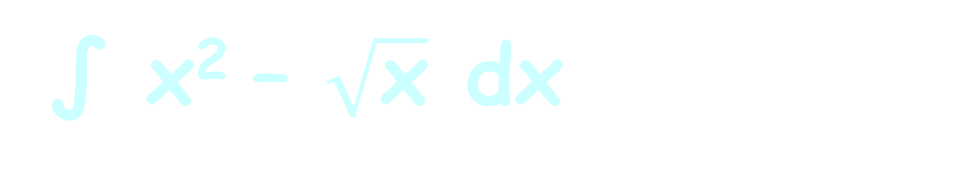 ∫ x² - √x dx